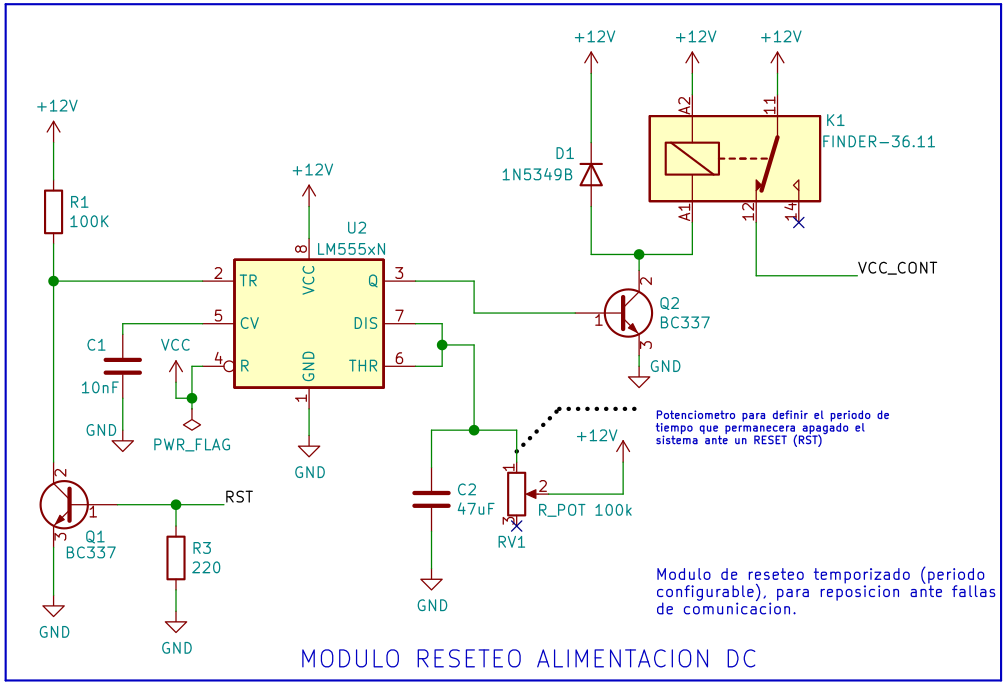 +12V
+12V
+12V
+12V
A2
11
K1
FINDER-36.11
D1
1N5349B
A1
12
14
VCC_CONT
R1
100K
+12V
U2
LM555xN
8
2
TR
VCC
Q
3
5
CV
DIS
7
4
R
GND
THR
6
1
C1
10nF
VCC
GND
PWR_FLAG
GND
2
Q2
BC337
1
3
GND
Potenciometro para definir el periodo de
tiempo que permanecera apagado el
sistema ante un RESET (RST)
+12V
1
2
3
R_POT 100k
RV1
C2
47uF
GND
2
1
RST
Q1
BC337
3
R3
220
GND
GND
Modulo de reseteo temporizado (periodo
configurable), para reposicion ante fallas
de comunicacion.
MODULO RESETEO ALIMENTACION DC